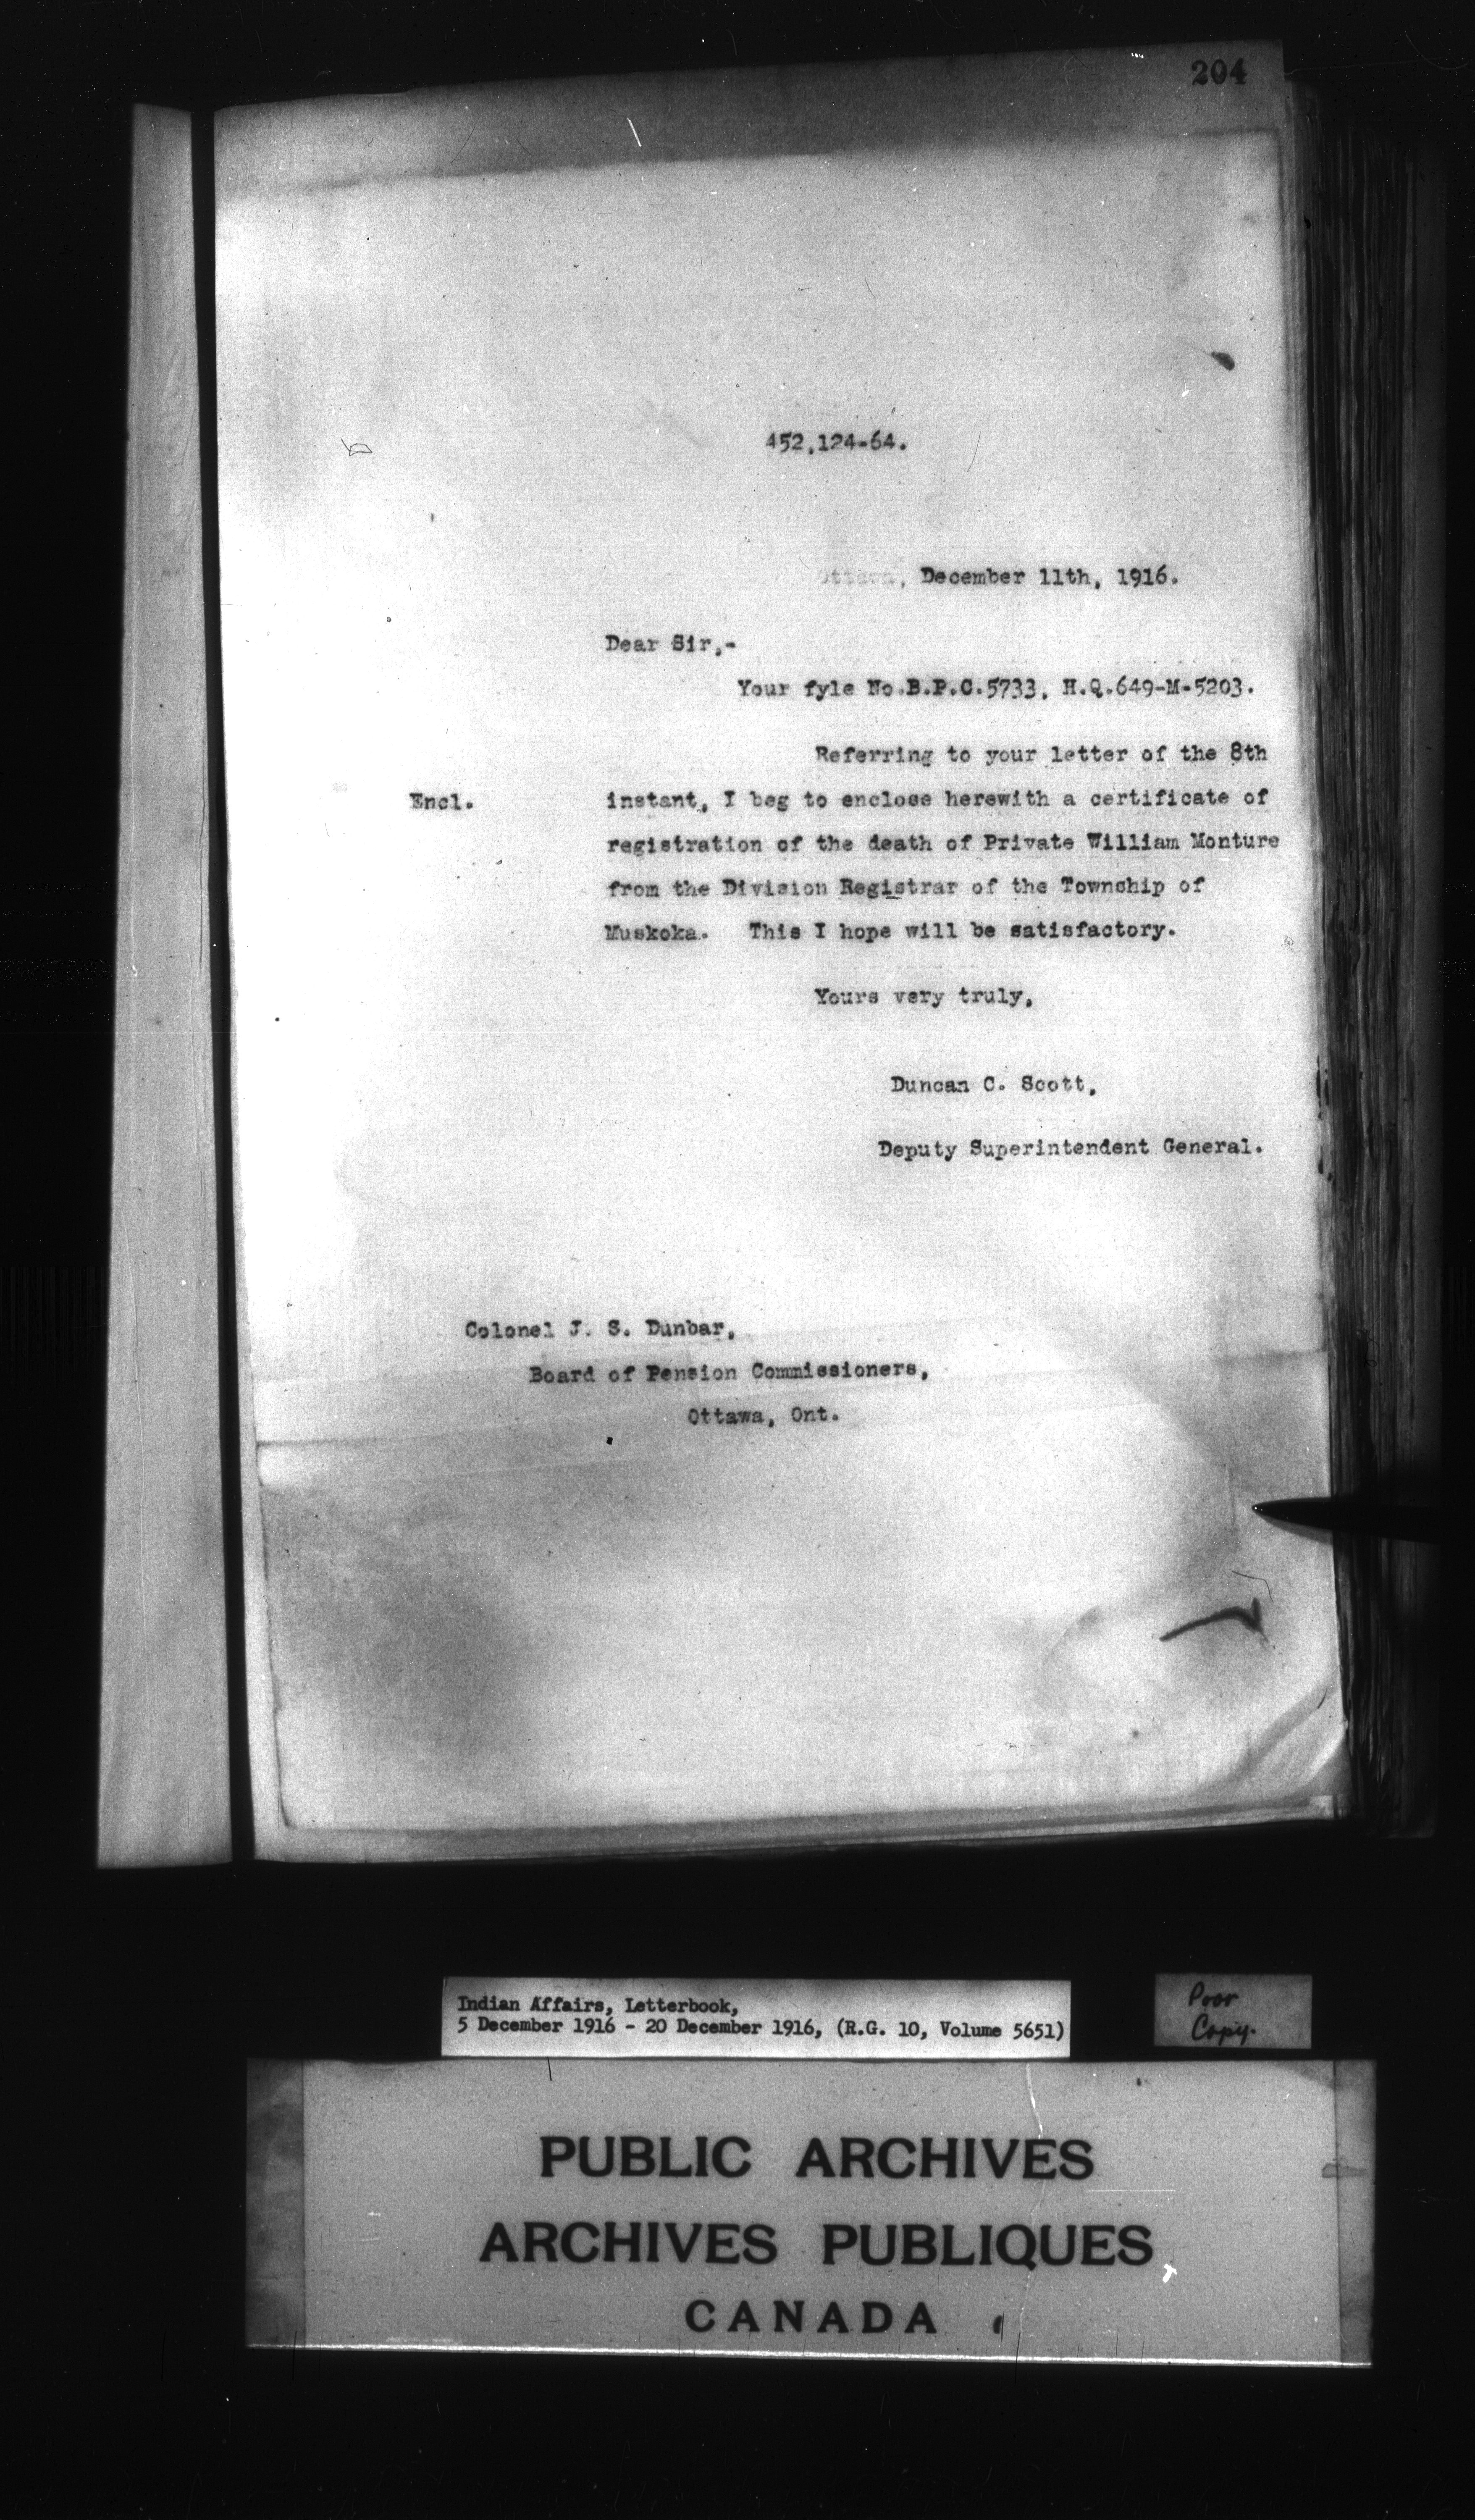 204
452,124-64.
Ottawa, December 11th, 1916.
Dear Sir,-
Your fyle No.B.P.C.5733, H.Q.649-M-5203.
Referring to your letter of the 8th
Encl. instant, I beg to enclose herewith a certificate of
registration of the death of Private William Monture
from the Division Registrar of the Township of
Muskoka. This I hope will be satisfactory.
Yours very truly,
Duncan C. Scott,
Deputy Superintendent General.
Colonel J. S. Dunbar,
Board of Pension Commissioners,
Ottawa, Ont.
Indian Affairs, Letterbook,
5 December 1916 - 20 December 1916, (R.G. 10, Volume 5651)
Poor
Copy.
PUBLIC ARCHIVES
ARCHIVES PUBLIQUES
CANADA